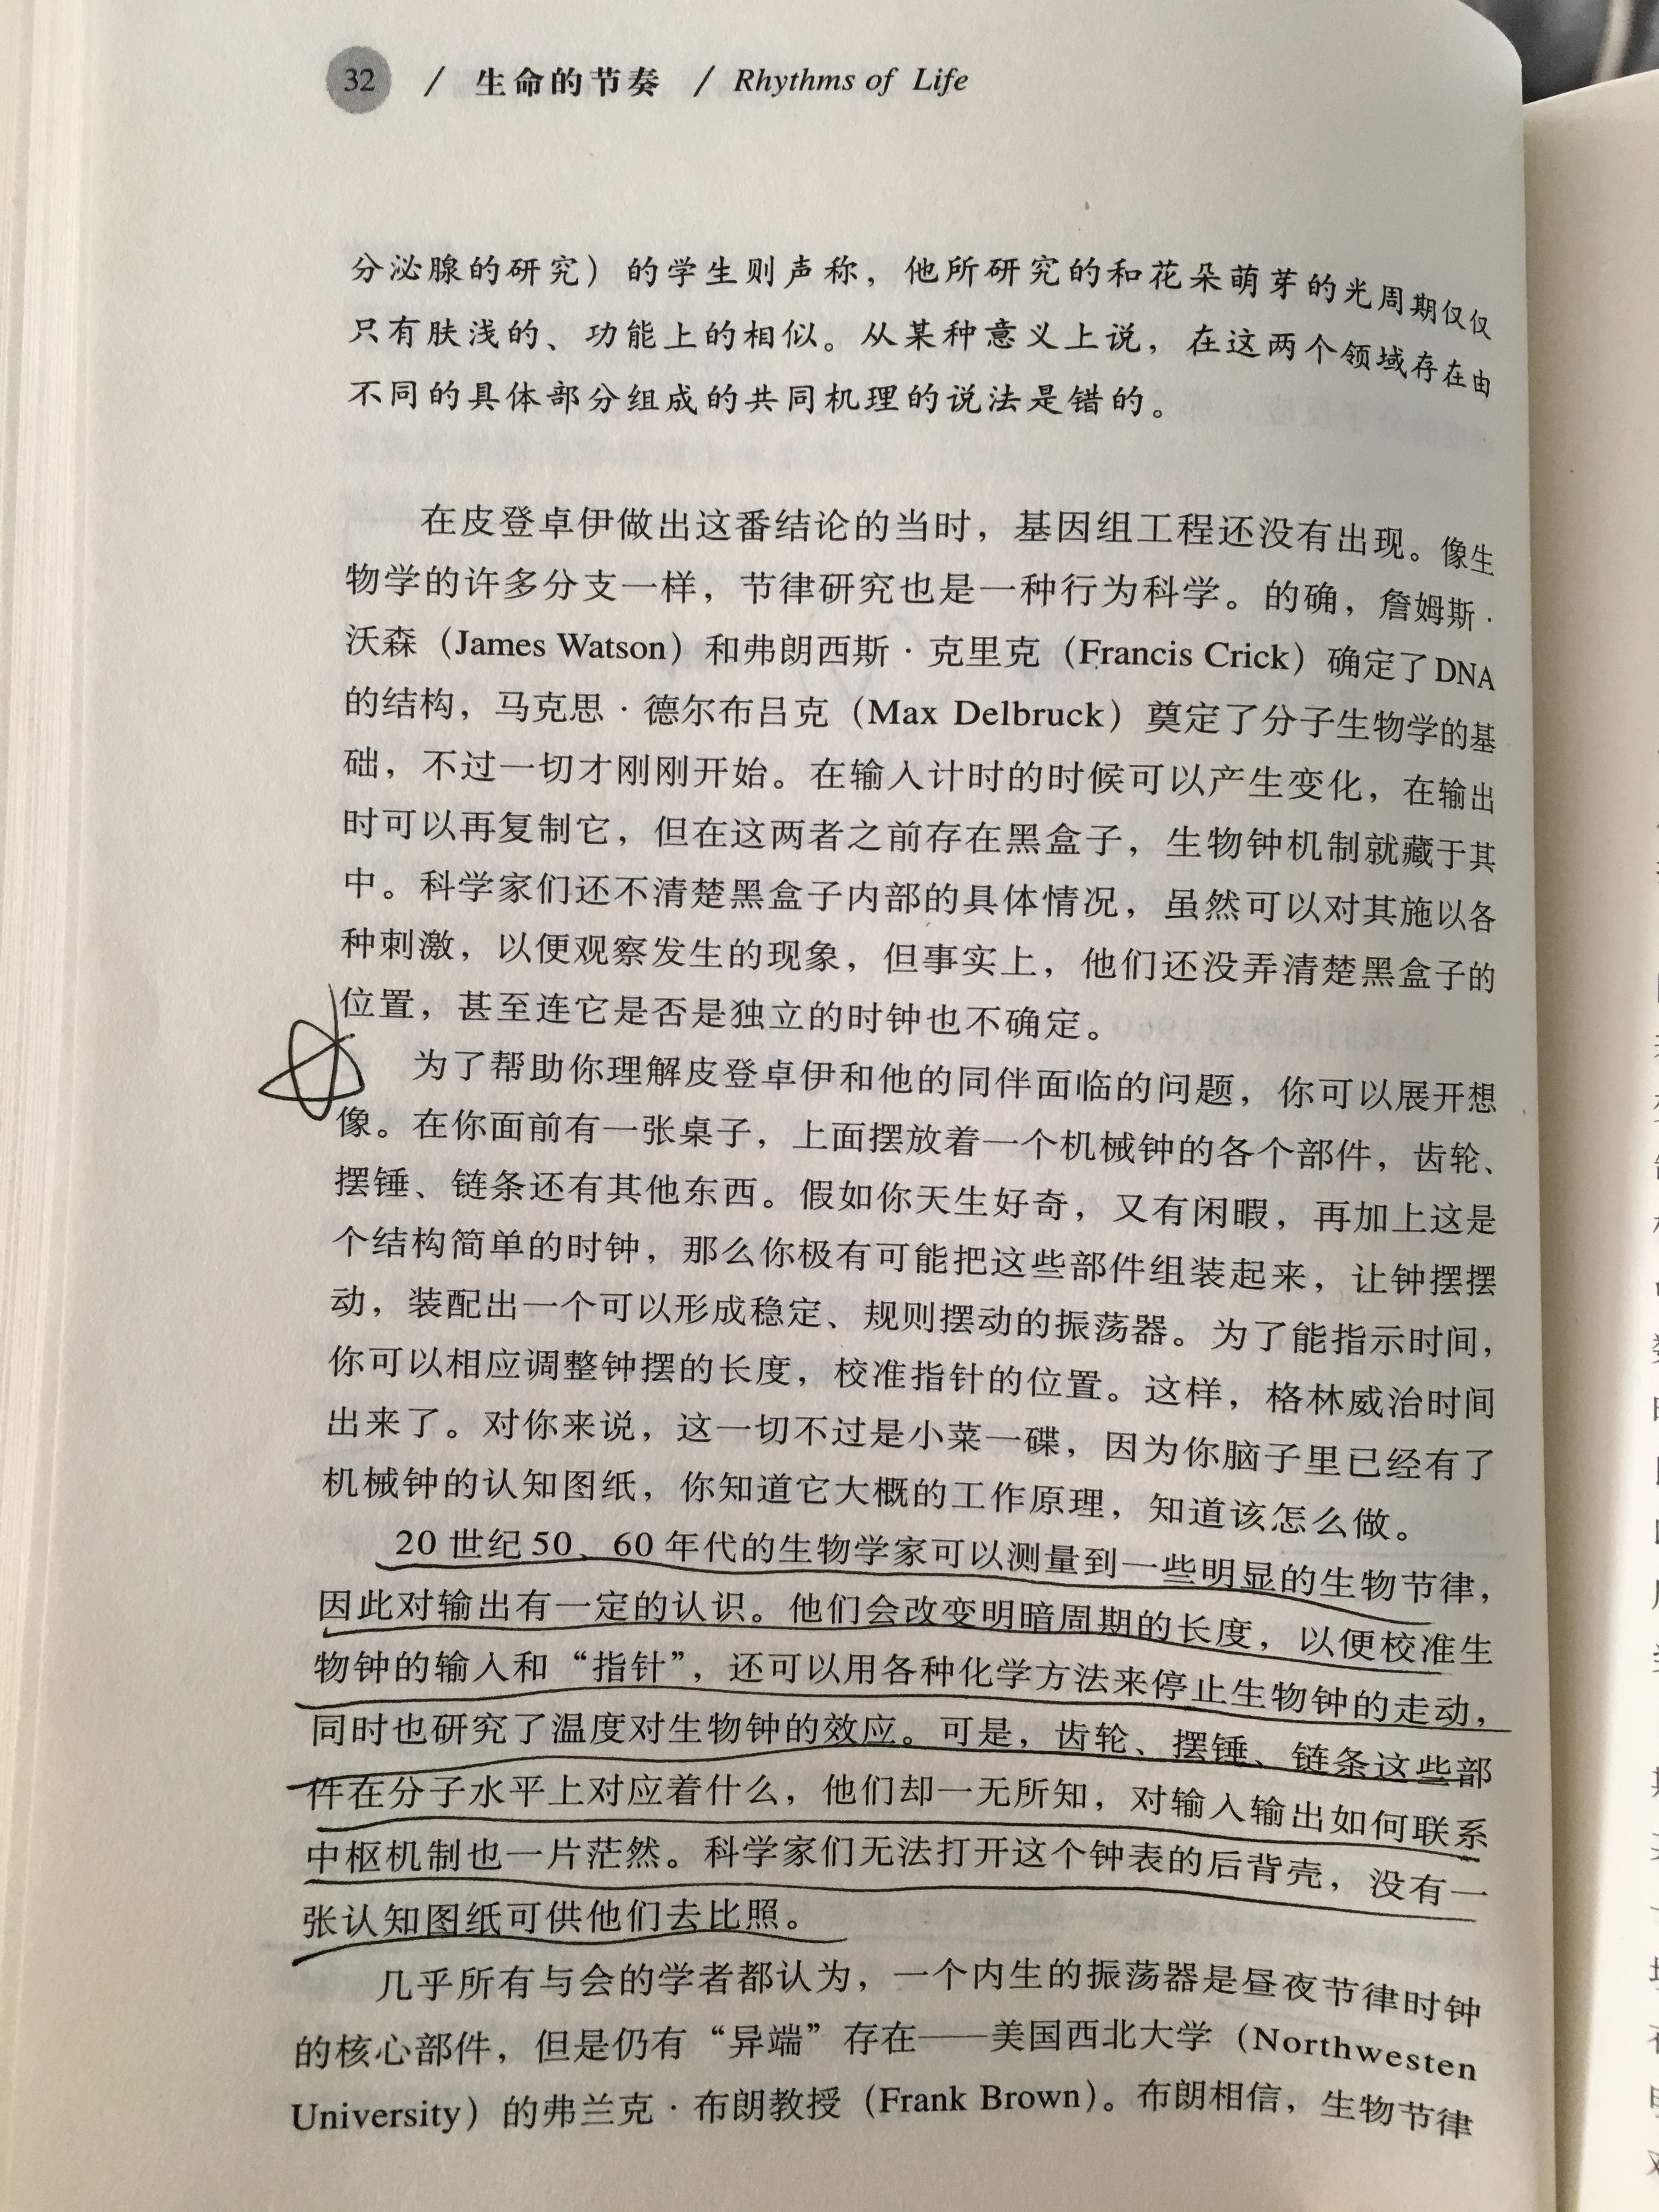 32 / 生命的节奏 / Rhythms of Life
分泌腺的研究）的学生则声称，他所研究的和花朵萌芽的光周期仅仅
只有肤浅的、功能上的相似。从某种意义上说，在这两个领域存在由
不同的具体部分组成的共同机理的说法是错的。
在皮登卓伊做出这番结论的当时，基因组工程还没有出现。像生
物学的许多分支一样，节律研究也是一种行为科学。的确，詹姆斯·
沃森（James Watson）和弗朗西斯·克里克（Francis Crick）确定了DNA
的结构，马克思·德尔布吕克（Max Delbruck）奠定了分子生物学的基
础，不过一切才刚刚开始。在输入计时的时候可以产生变化，在输出
时可以再复制它，但在这两者之前存在黑盒子，生物钟机制就藏于其
中。科学家们还不清楚黑盒子内部的具体情况，虽然可以对其施以各
种刺激，以便观察发生的现象，但事实上，他们还没弄清楚黑盒子的
位置，甚至连它是否是独立的时钟也不确定。
为了帮助你理解皮登卓伊和他的同伴面临的问题，你可以展开想
像。在你面前有一张桌子，上面摆放着一个机械钟的各个部件，齿轮、
摆锤、链条还有其他东西。假如你天生好奇，又有闲暇，再加上这是
个结构简单的时钟，那么你极有可能把这些部件组装起来，让钟摆摆
动，装配出一个可以形成稳定、规则摆动的振荡器。为了能指示时间，
你可以相应调整钟摆的长度，校准指针的位置。这样，格林威治时间
出来了。对你来说，这一切不过是小菜一碟，因为你脑子里已经有了
机械钟的认知图纸，你知道它大概的工作原理，知道该怎么做。
20 世纪 50、60 年代的生物学家可以测量到一些明显的生物节律，
因此对输出有一定的认识。他们会改变明暗周期的长度，以便校准生
物钟的输入和“指针”，还可以用各种化学方法来停止生物钟的走动，
同时也研究了温度对生物钟的效应。可是，齿轮、摆锤、链条这些部
件在分子水平上对应着什么，他们却一无所知，对输入输出如何联系
中枢机制也一片茫然。科学家们无法打开这个钟表的后背壳，没有一
张认知图纸可供他们去比照。
几乎所有与会的学者都认为，一个内生的振荡器是昼夜节律时钟
的核心部件，但是仍有“异端”存在——美国西北大学（Northwesten
University）的弗兰克·布朗教授（Frank Brown）。布朗相信，生物节律